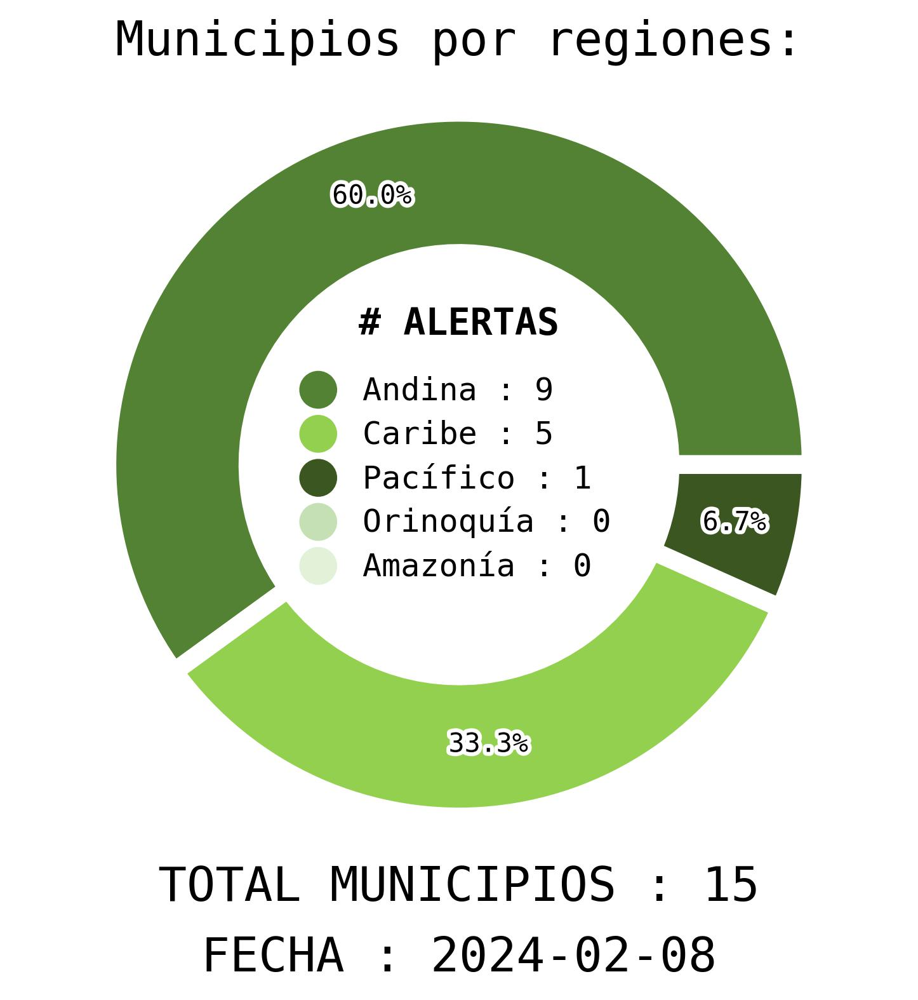 Municipios por regiones:
60.0%
# ALERTAS
Andina : 9
Caribe : 5
Pacífico : 1
Orinoquía : 0
Amazonía : 0
6.7%
33.3%
TOTAL MUNICIPIOS : 15
FECHA : 2024-02-08